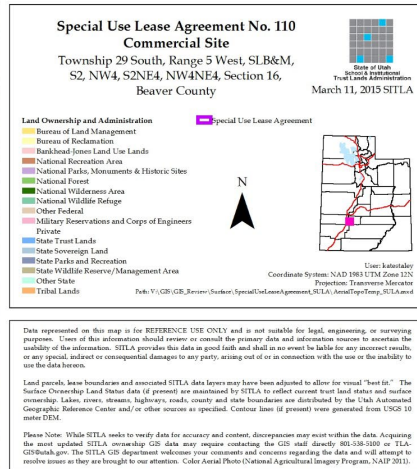 Special Use Lease Agreement No. 110
Commercial Site
Township 29 South, Range 5 West, SLB&M,
S2, NW4, S2NE4, NW4NE4, Section 16,
Beaver County
State of Utah
School & Institutional
Trust Lands Administration
March 11, 2015 SITLA
Land Ownership and Administration
Bureau of Land Management
Bureau of Reclamation
Bankhead-Jones Land Use Lands
National Recreation Area
National Parks, Monuments & Historic Sites
National Forest
National Wilderness Area
National Wildlife Refuge
Other Federal
Military Reservations and Corps of Engineers
Private
State Trust Lands
State Sovereign Land
State Parks and Recreation
State Wildlife Reserve/Management Area
Other State
Tribal Lands
Special Use Lease Agreement
N
User: katestaley
Coordinate System: NAD 1983 UTM Zone 12N
Projection: Transverse Mercator
Path: V:\GIS\GIS_Review\Surface\SpecialUseLeaseAgreement_SULA\AerialTopoTemp_SULA.mxd
Data represented on this map is for REFERENCE USE ONLY and is not suitable for legal, engineering, or surveying
purposes. Users of this information should review or consult the primary data and information sources to ascertain the
usability of the information. SITLA provides this data in good faith and shall in no event be liable for any incorrect results,
or any special, indirect or consequential damages to any party, arising out of or in connection with the use or the inability to
use the data hereon.
Land parcels, lease boundaries and associated SITLA data layers may have been adjusted to allow for visual "best fit." The
Surface Ownership Land Status data (if present) are maintained by SITLA to reflect current trust land status and surface
ownership. Lakes, rivers, streams, highways, roads, county and state boundaries are distributed by the Utah Automated
Geographic Reference Center and/or other sources as specified. Contour lines (if present) were generated from USGS 10
meter DEM.
Please Note: While SITLA seeks to verify data for accuracy and content, discrepancies may exist within the data. Acquiring
the most updated SITLA ownership GIS data may require contacting the GIS staff directly 801-538-5100 or TLA-
GIS@utah.gov. The SITLA GIS department welcomes your comments and concerns regarding the data and will attempt to
resolve issues as they are brought to our attention. Color Aerial Photo (National Agricultural Imagery Program, NAIP 2011).